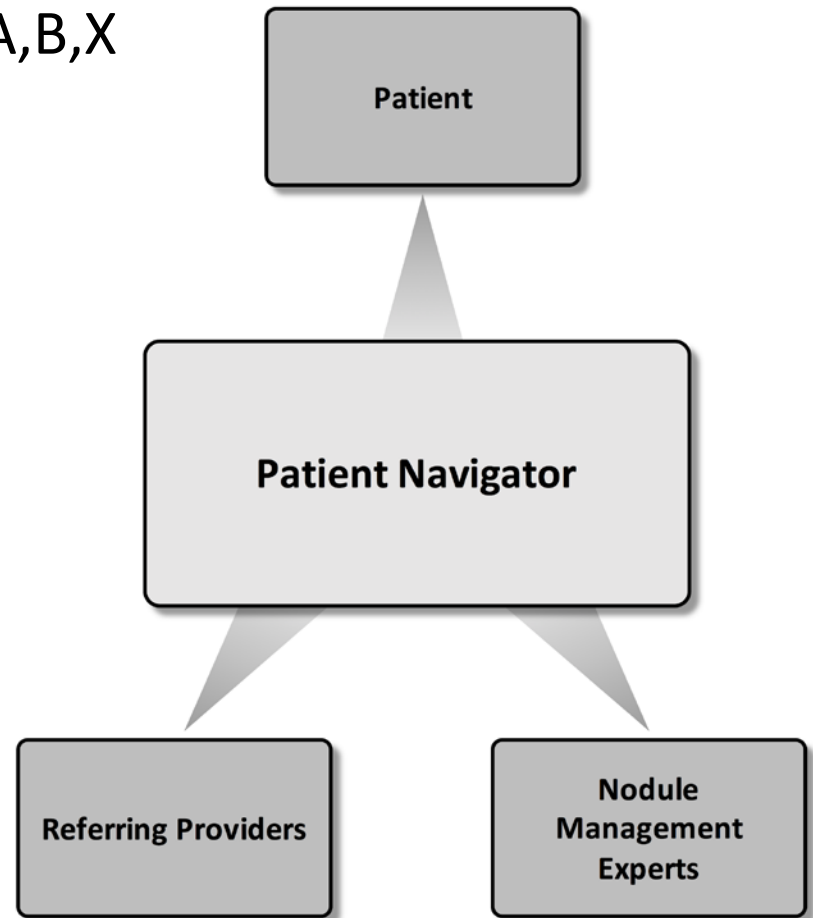 A,B,X
Patient
Patient Navigator
Referring Providers
Nodule
Management
Experts